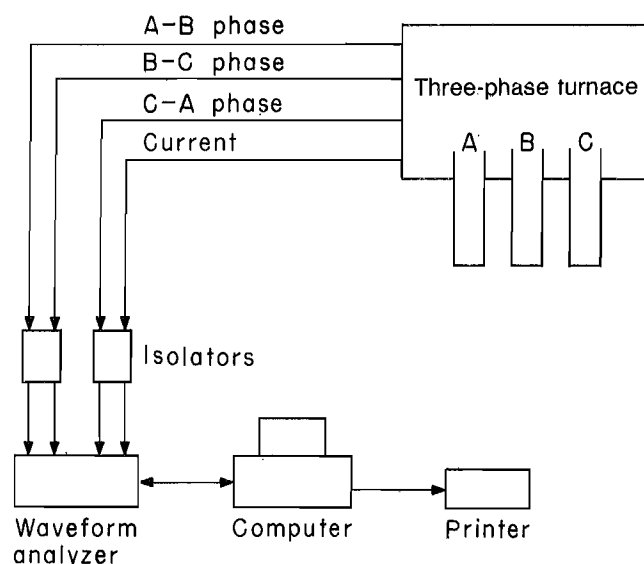 A-B phase
B-C phase
Three-phase turnace
C-A phase
Current
A B C
Isolators
Waveform
analyzer
Computer
Printer